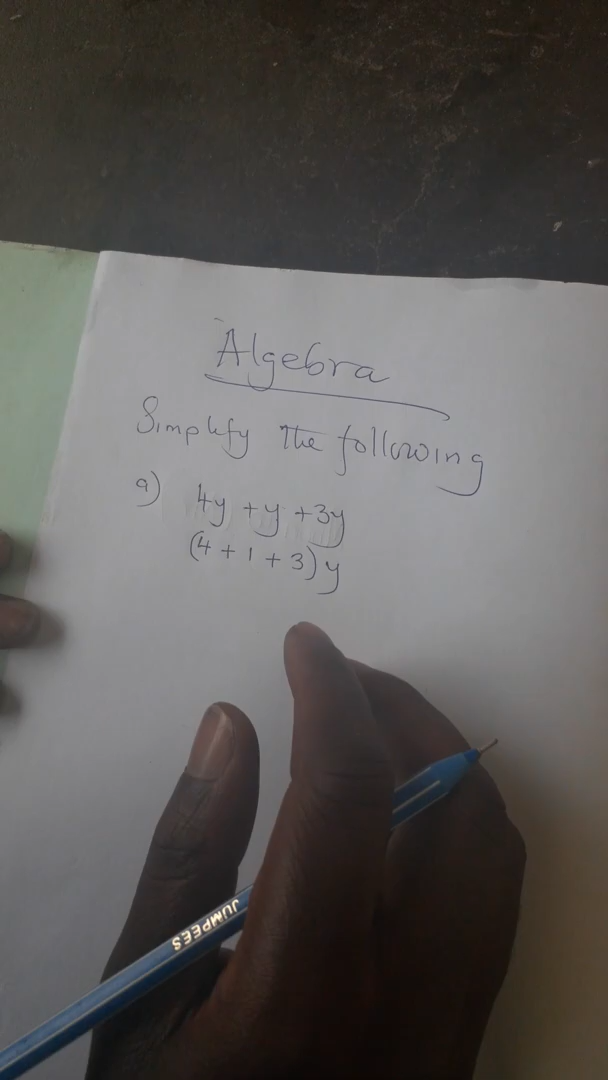 Algebra
Simplify the following
a) 4y + y + 3y
(4 + 1 + 3) y
JUMPEES